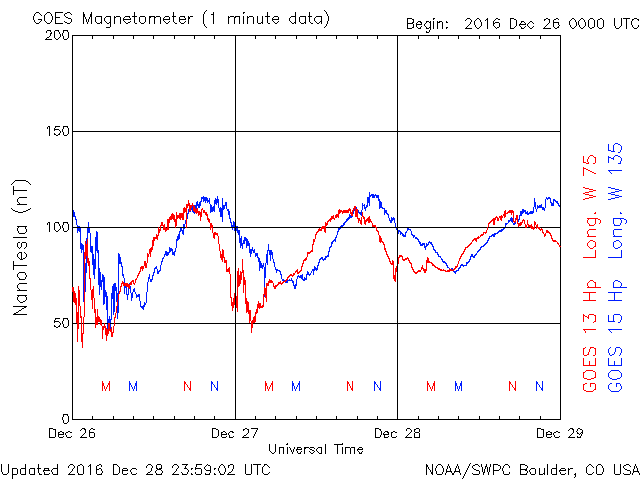 GOES Magnetometer (1 minute data)
Begin: 2016 Dec 26 0000 UTC
200
150
100
50
0
NanoTesla (nT)
M M N N M M N N M M N N
Dec 26 Dec 27 Dec 28 Dec 29
Universal Time
GOES 13 Hp Long. W 75
GOES 15 Hp Long. W 135
Updated 2016 Dec 28 23:59:02 UTC
NOAA/SWPC Boulder, CO USA